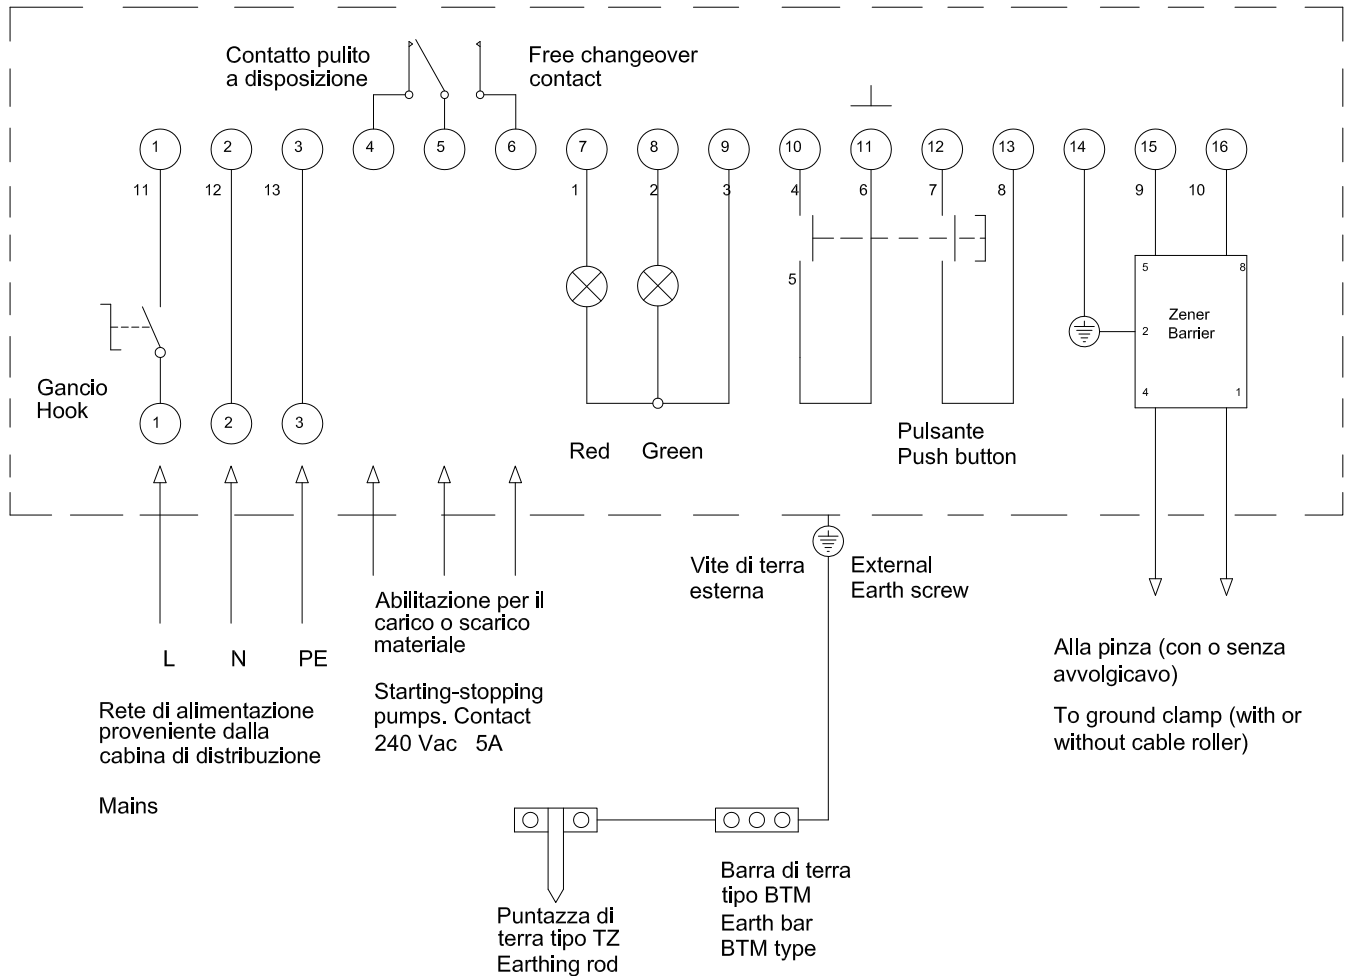 Contatto pulito
a disposizione
Free changeover
contact
1 2 3 4 5 6 7 8 9 10 11 12 13 14 15 16
11 12 13 1 2 3 4 6 7 8 9 10
5
5 8
Zener
Barrier
2
4 1
Gancio
Hook
1 2 3
Red Green
Pulsante
Push button
Vite di terra
esterna
External
Earth screw
Abilitazione per il
carico o scarico
materiale
Starting-stopping
pumps. Contact
240 Vac 5A
L N PE
Rete di alimentazione
proveniente dalla
cabina di distribuzione
Mains
Alla pinza (con o senza
avvolgicavo)
To ground clamp (with or
without cable roller)
Puntazza di
terra tipo TZ
Earthing rod
Barra di terra
tipo BTM
Earth bar
BTM type